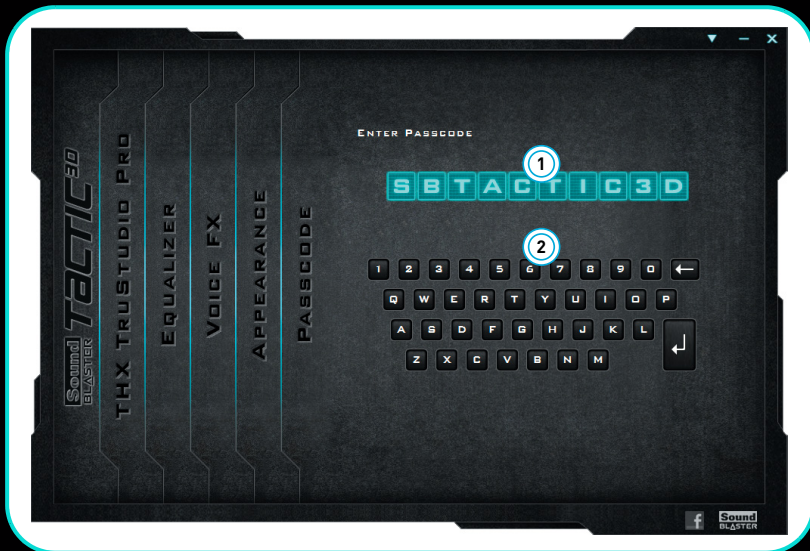 Sound BLASTER TACTIC3D
THX TruStudio Pro
Equalizer
Voice FX
Appearance
Passcode
Enter Passcode
1
SBTACTIC3D
2
1 2 3 4 5 6 7 8 9 0
Q W E R T Y U I O P
A S D F G H J K L
Z X C V B N M
f
Sound BLASTER